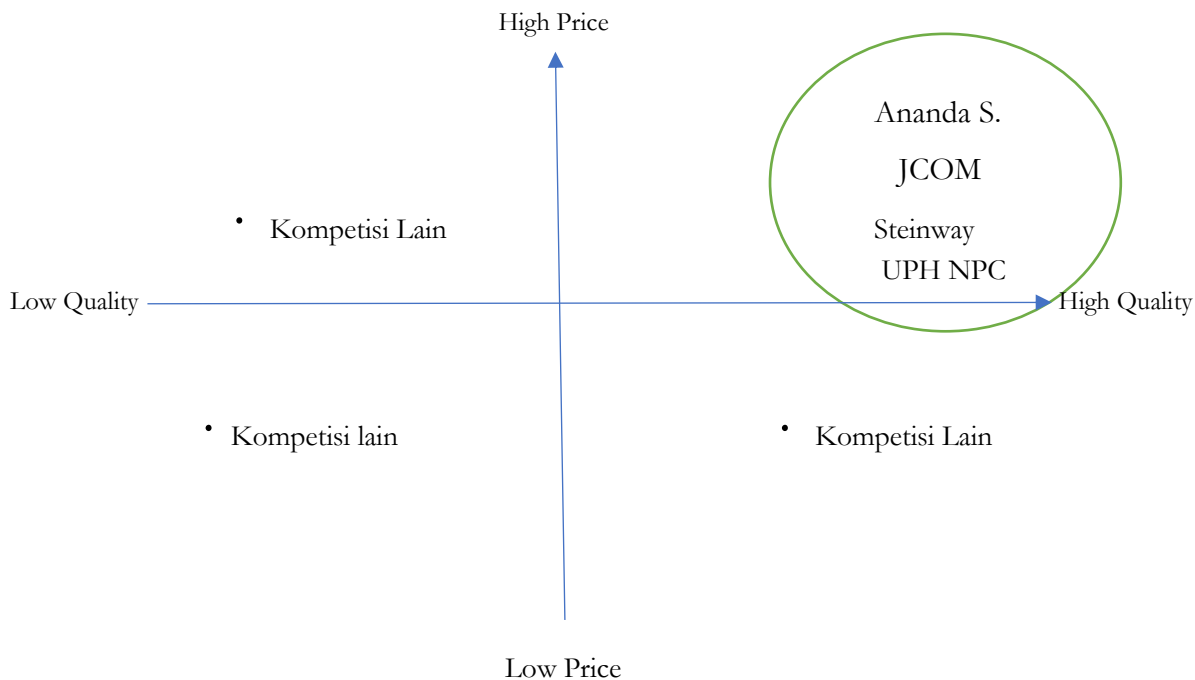 High Price
Ananda S.
JCOM
• Kompetisi Lain
Steinway
UPH NPC
Low Quality
High Quality
• Kompetisi lain
• Kompetisi Lain
Low Price